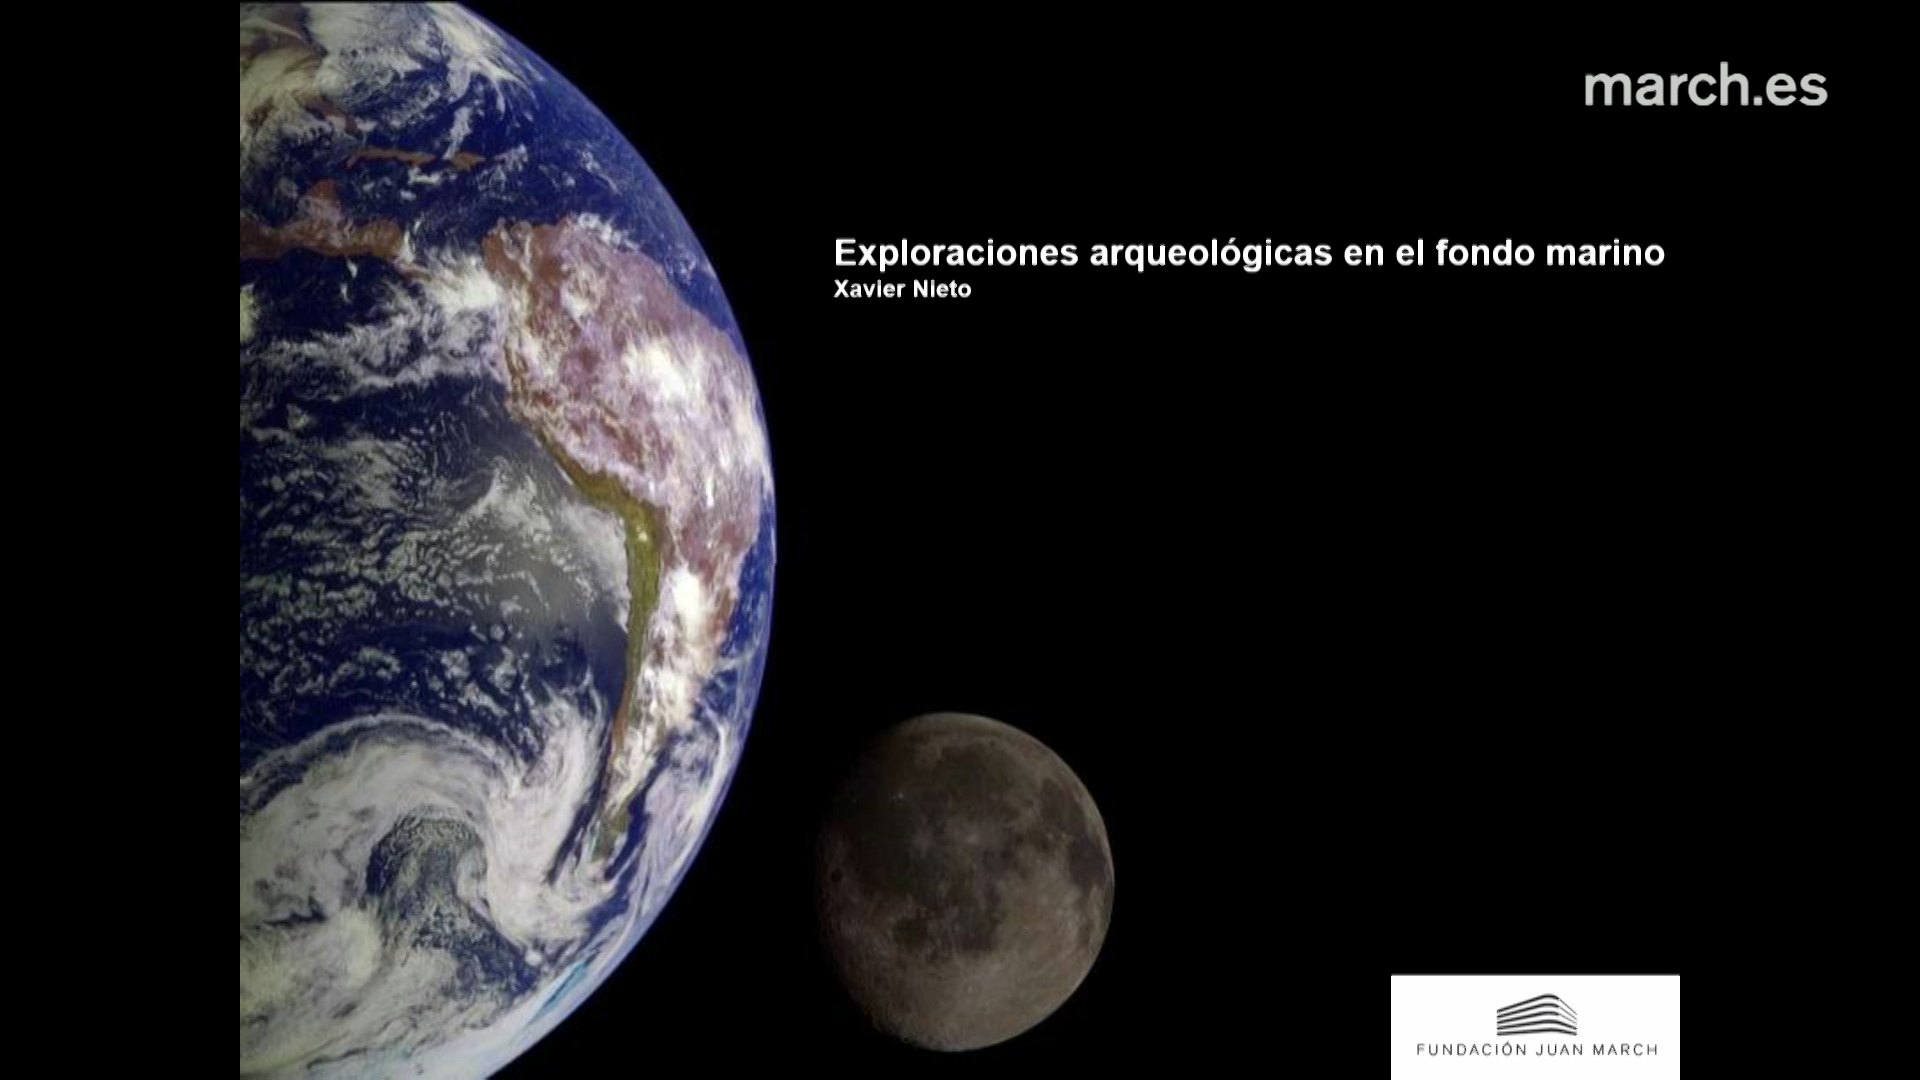 march.es
Exploraciones arqueológicas en el fondo marino
Xavier Nieto
FUNDACIÓN JUAN MARCH